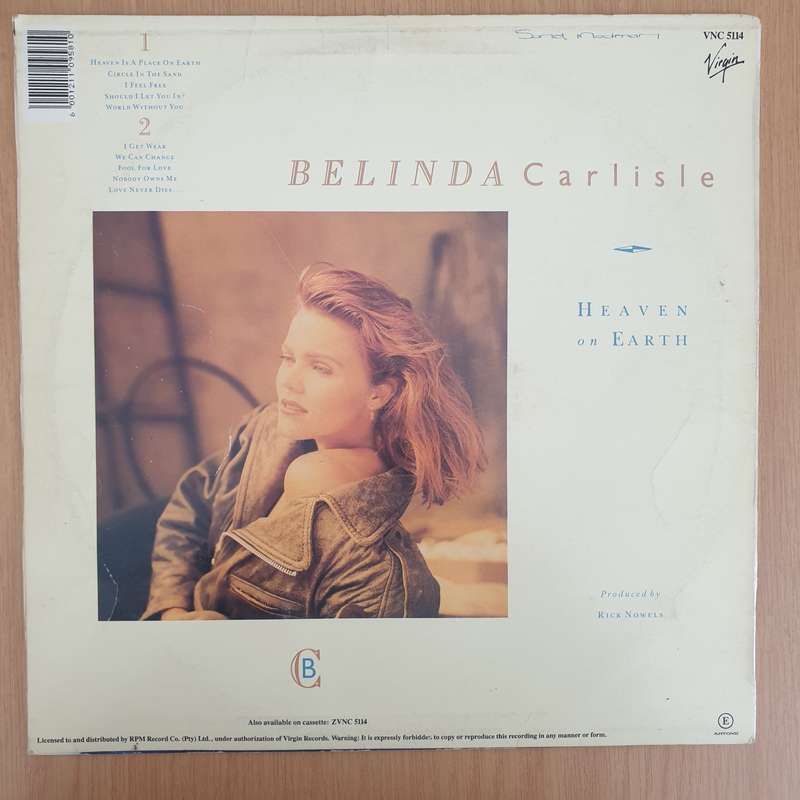 6 001211 095810
1
HEAVEN IS A PLACE ON EARTH
CIRCLE IN THE SAND
I FEEL FREE
SHOULD I LET YOU IN?
WORLD WITHOUT YOU
2
I GET WEAK
WE CAN CHANGE
FOOL FOR LOVE
NOBODY OWNS ME
LOVE NEVER DIES...
VNC 5114
Virgin
BELINDA Carlisle
HEAVEN
on EARTH
Produced by
RICK NOWELS
CB
Also available on cassette: ZVNC 5114
Licensed to and distributed by RPM Record Co. (Pty) Ltd., under authorization of Virgin Records. Warning: It is expressly forbidden to copy or reproduce this recording in any manner or form.
E